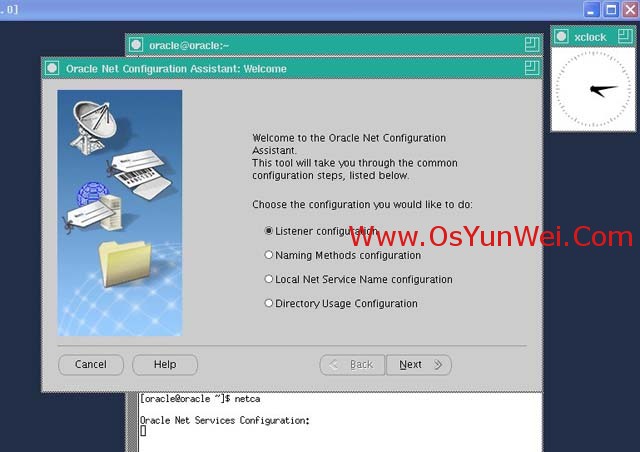 .0]
oracle@oracle:~
xclock
Oracle Net Configuration Assistant: Welcome
Welcome to the Oracle Net Configuration
Assistant.
This tool will take you through the common
configuration steps, listed below.
Choose the configuration you would like to do:
Listener configuration
www.OsYunWei.Com
Naming Methods configuration
Local Net Service Name configuration
Directory Usage Configuration
Cancel
Help
Back
Next
[oracle@oracle ~]$ netca
Oracle Net Services Configuration: